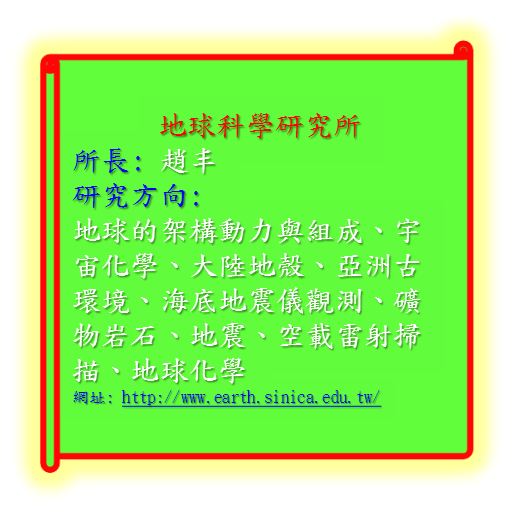 地球科學研究所
所長: 趙丰
研究方向:
地球的架構動力與組成、宇
宙化學、大陸地殼、亞洲古
環境、海底地震儀觀測、礦
物岩石、地震、空載雷射掃
描、地球化學
網址: http://www.earth.sinica.edu.tw/